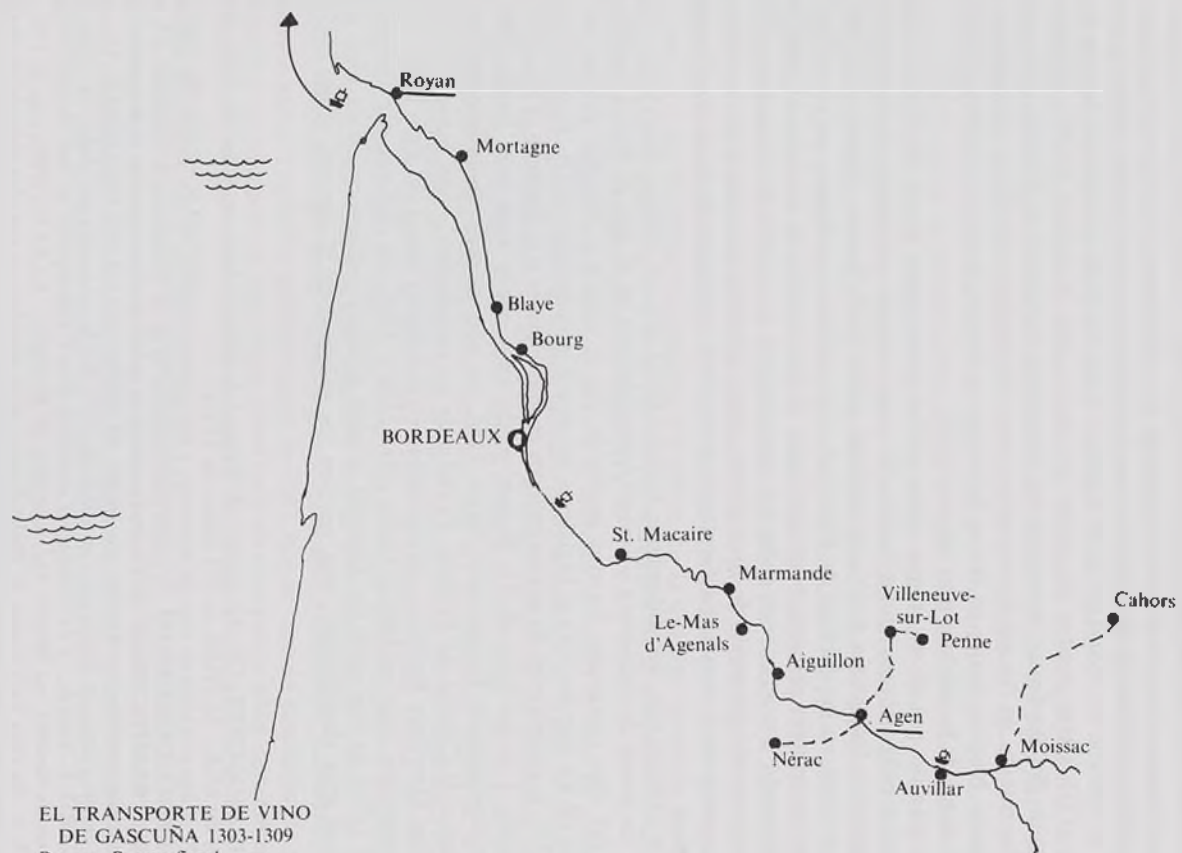 Royan
Mortagne
Blaye
Bourg
BORDEAUX
St. Macaire
Marmande
Villeneuve-
sur-Lot
Cahors
Le-Mas
d'Agenals
Penne
Aiguillon
Agen
Nèrac
Moissac
Auvillar
EL TRANSPORTE DE VINO
DE GASCUÑA 1303-1309